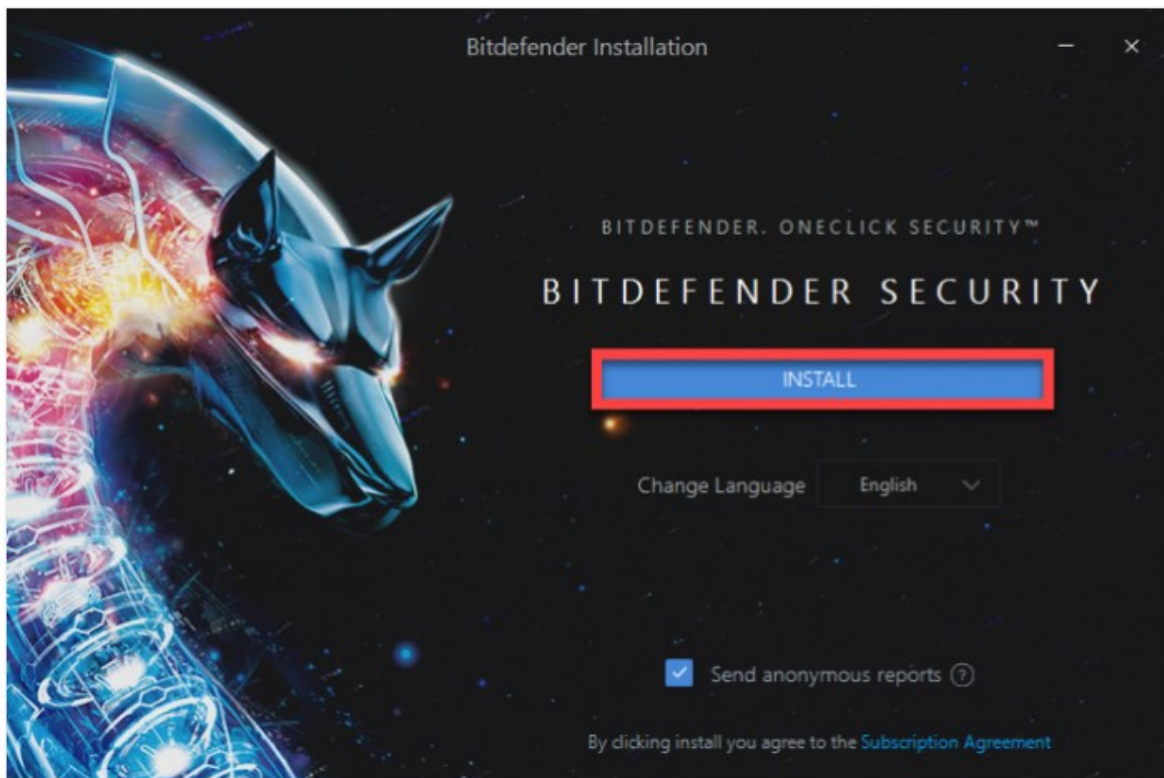 Bitdefender Installation
BITDEFENDER. ONECLICK SECURITY™
BITDEFENDER SECURITY
INSTALL
Change Language English
Send anonymous reports ?
By clicking install you agree to the Subscription Agreement